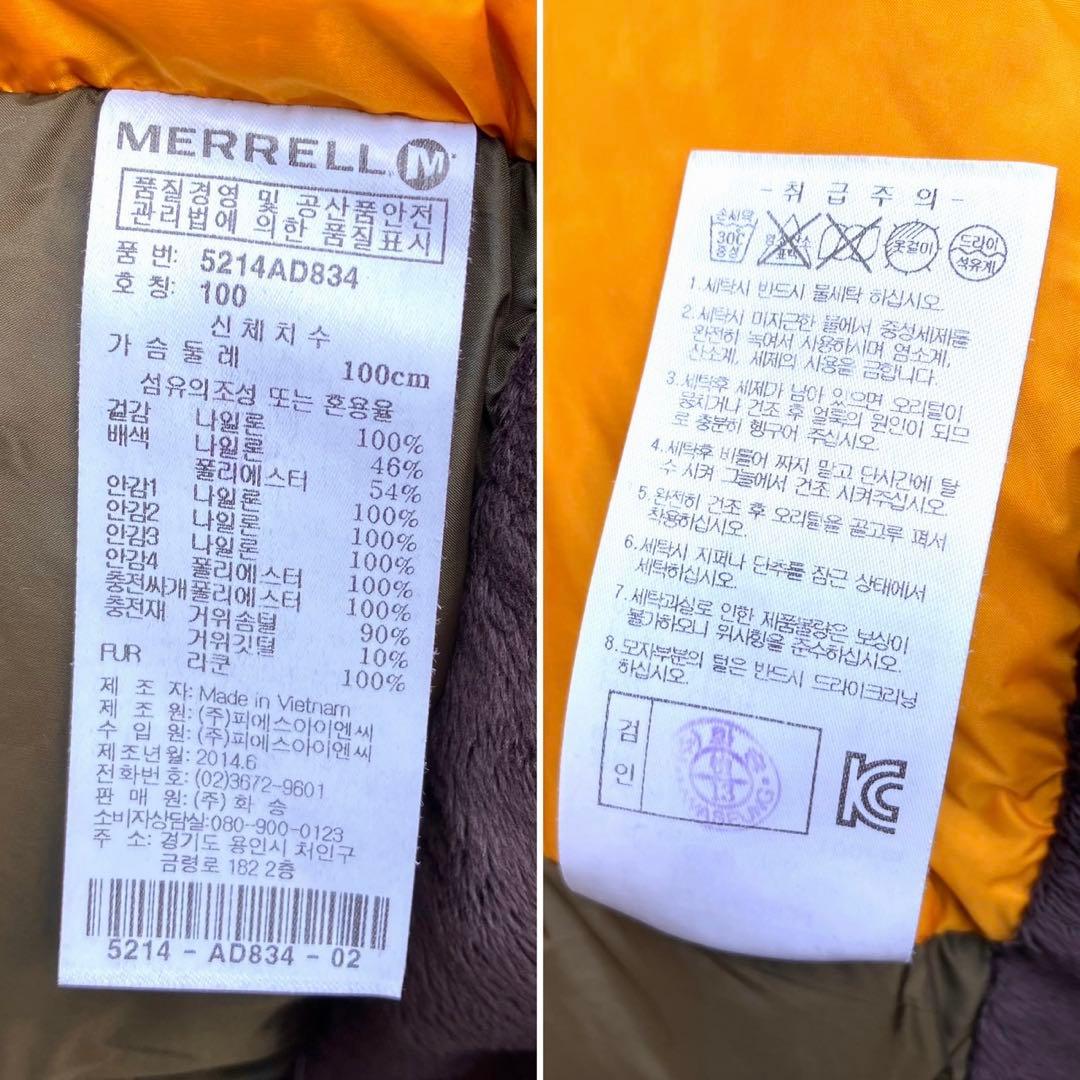 MERRELL M
품질경영 및 공산품안전
관리법에 의한 품질표시
품 번: 5214AD834
호 칭: 100
신 체 치 수
가 슴 둘 레 100cm
섬유의조성 또는 혼용율
겉감 나일론 100%
배색 나일론 46%
폴리에스터 54%
안감1 나일론 100%
안감2 나일론 100%
안감3 나일론 100%
안감4 폴리에스터 100%
충전싸개 폴리에스터 100%
충전재 거위솜털 90%
거위깃털 10%
FUR 라쿤 100%
제 조 자: Made in Vietnam
제 조 원: (주)피에스아이엔씨
수 입 원: (주)피에스아이엔씨
제조년월: 2014.6
전화번호: (02)3672-9601
판 매 원: (주) 화 승
소비자상담실:080-900-0123
주 소: 경기도 용인시 처인구
금령로 182 2층
5214 - AD834 - 02
- 취 급 주 의 -
손세탁
30℃
중성
옷걸이
드라이
석유계
1.세탁시 반드시 물세탁 하십시오.
2.세탁시 미지근한 물에서 중성세제를
완전히 녹여서 사용하시며 염소계,
산소계, 세제의 사용을 금합니다.
3.세탁후 세제가 남아 있으면 오리털이
뭉치거나 건조 후 얼룩의 원인이 되므
로 충분히 헹구어 주십시오.
4.세탁후 비틀어 짜지 말고 단시간에 탈
수 시켜 그늘에서 건조 시켜주십시오
5.완전히 건조 후 오리털을 골고루 펴서
착용하십시오.
6.세탁시 지퍼나 단추를 잠근 상태에서
세탁하십시오.
7.세탁과실로 인한 제품불량은 보상이
불가하오니 위사항을 준수하십시오.
8.모자부분의 털은 반드시 드라이크리닝
하십시오.
검
인
KC